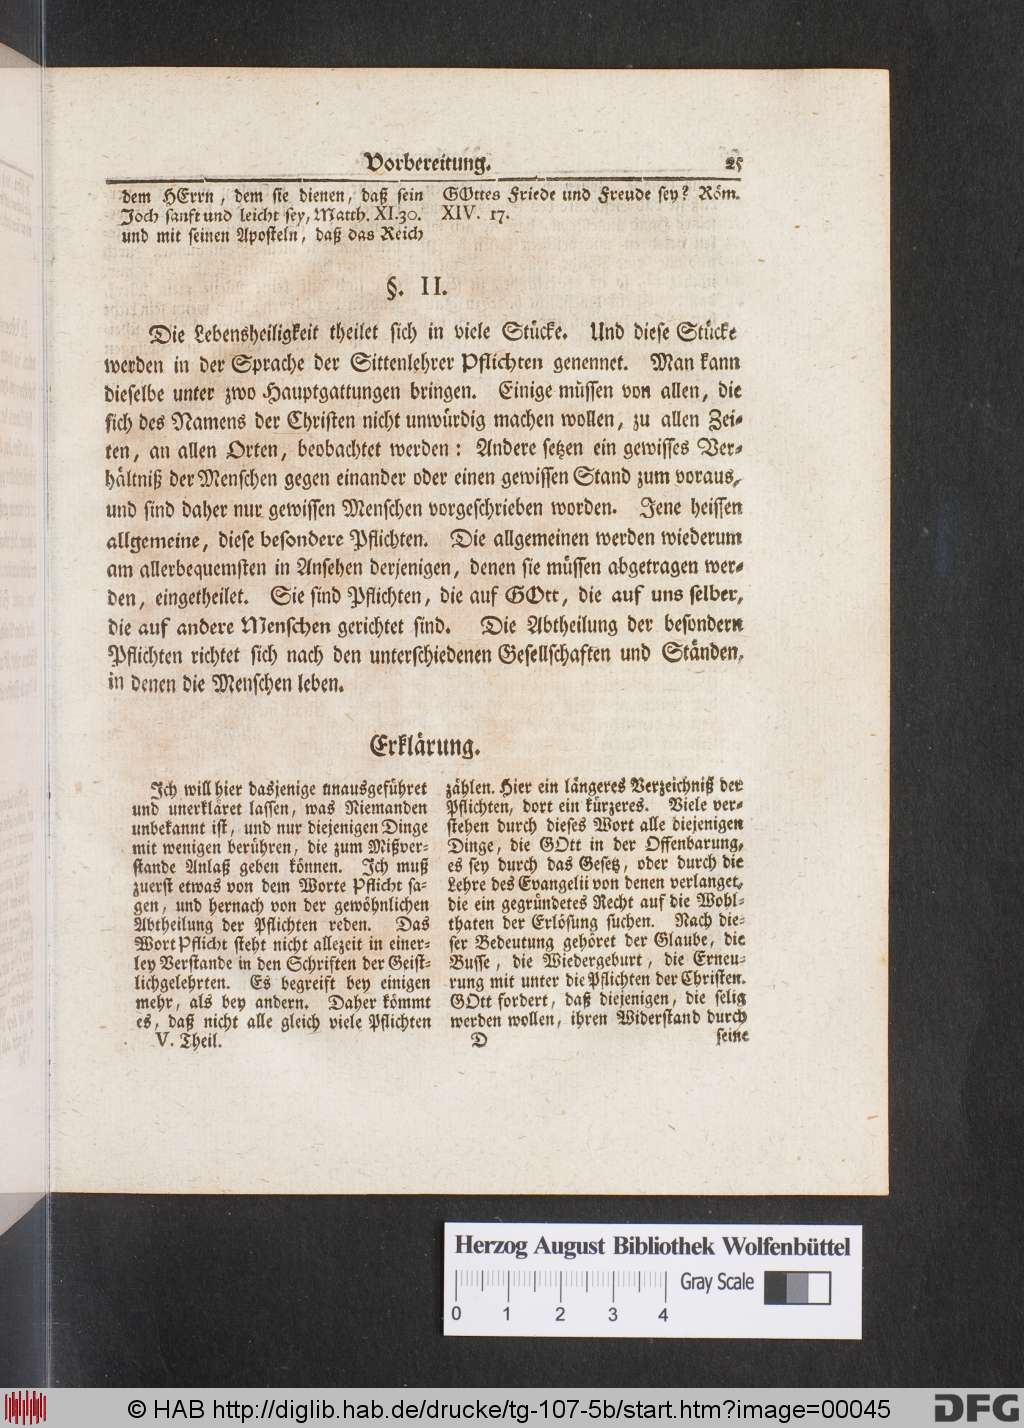 Vorbereitung. 25
dem HErrn, dem sie dienen, daß sein
Joch sanft und leicht sey, Matth. XI. 30.
und mit seinen Aposteln, daß das Reich
GOttes Friede und Freude sey? Röm.
XIV. 17.
§. II.
Die Lebensheiligkeit theilet sich in viele Stücke. Und diese Stücke
werden in der Sprache der Sittenlehrer Pflichten genennet. Man kann
dieselbe unter zwo Hauptgattungen bringen. Einige müssen von allen, die
sich des Namens der Christen nicht unwürdig machen wollen, zu allen Zei-
ten, an allen Orten, beobachtet werden: Andere setzen ein gewisses Ver-
hältniß der Menschen gegen einander oder einen gewissen Stand zum voraus,
und sind daher nur gewissen Menschen vorgeschrieben worden. Jene heissen
allgemeine, diese besondere Pflichten. Die allgemeinen werden wiederum
am allerbequemsten in Ansehen derjenigen, denen sie müssen abgetragen wer-
den, eingetheilet. Sie sind Pflichten, die auf GOtt, die auf uns selber,
die auf andere Menschen gerichtet sind. Die Abtheilung der besondern
Pflichten richtet sich nach den unterschiedenen Gesellschaften und Ständen,
in denen die Menschen leben.
Erklärung.
Ich will hier dasjenige unausgeführet
und unerkläret lassen, was Niemanden
unbekannt ist, und nur diejenigen Dinge
mit wenigen berühren, die zum Mißver-
stande Anlaß geben können. Ich muß
zuerst etwas von dem Worte Pflicht sa-
gen, und hernach von der gewöhnlichen
Abtheilung der Pflichten reden. Das
Wort Pflicht steht nicht allezeit in einer-
ley Verstande in den Schriften der Geist-
lichgelehrten. Es begreift bey einigen
mehr, als bey andern. Daher kömmt
es, daß nicht alle gleich viele Pflichten
zählen. Hier ein längeres Verzeichniß der
Pflichten, dort ein kürzeres. Viele ver-
stehen durch dieses Wort alle diejenigen
Dinge, die GOtt in der Offenbarung,
es sey durch das Gesetz, oder durch die
Lehre des Evangelii von denen verlanget,
die ein gegründetes Recht auf die Wohl-
thaten der Erlösung suchen. Nach die-
ser Bedeutung gehöret der Glaube, die
Busse, die Wiedergeburt, die Erneu-
rung mit unter die Pflichten der Christen.
GOtt fordert, daß diejenigen, die selig
werden wollen, ihren Widerstand durch
V. Theil. D seine
Herzog August Bibliothek Wolfenbüttel
Gray Scale
0 1 2 3 4
© HAB http://diglib.hab.de/drucke/tg-107-5b/start.htm?image=00045
DFG